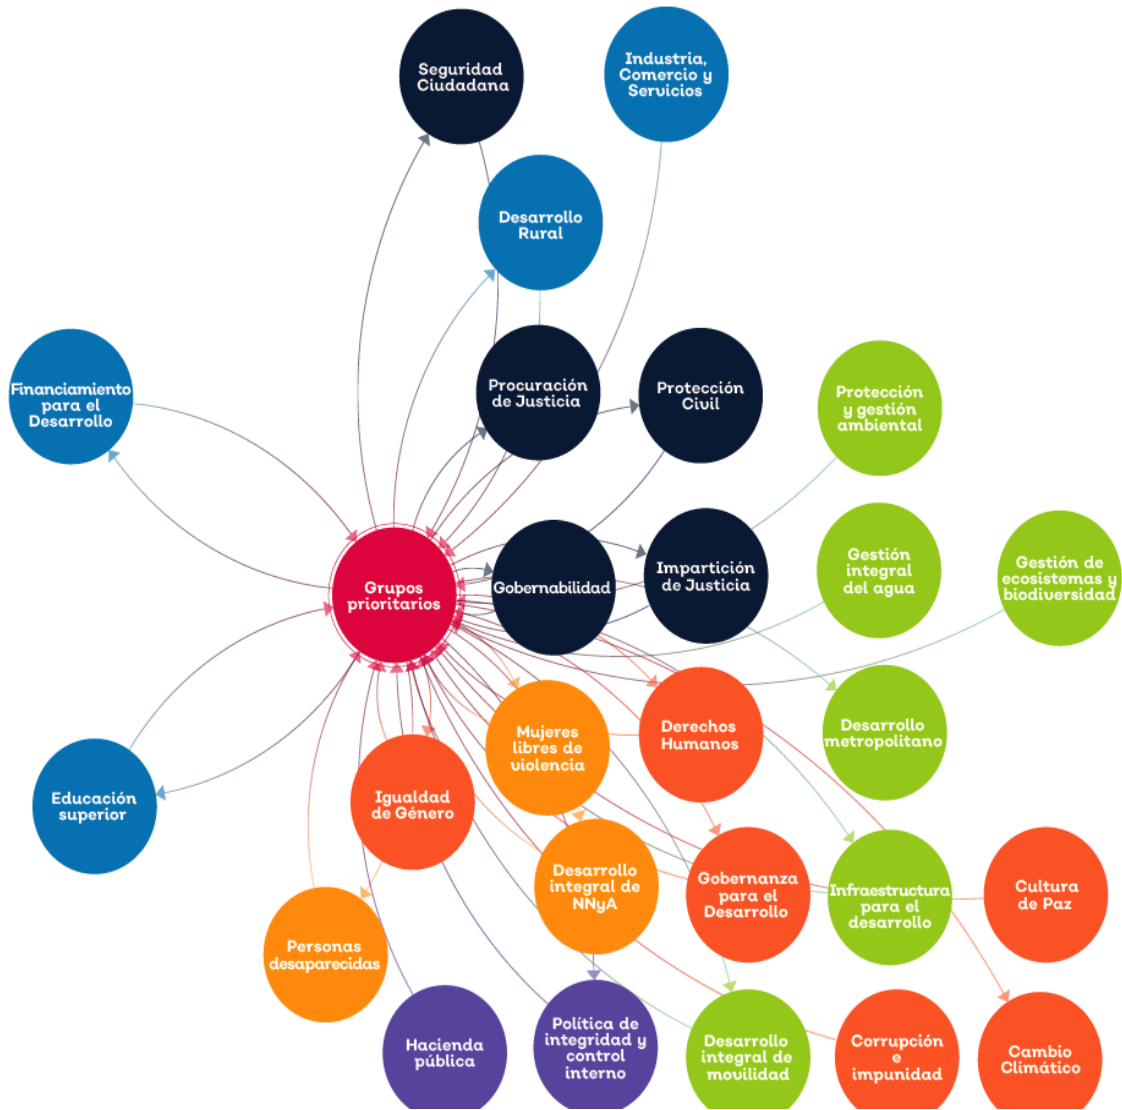 Seguridad
Ciudadana
Industria,
Comercio y
Servicios
Desarrollo
Rural
Financiamiento
para el
Desarrollo
Procuración
de Justicia
Protección
Civil
Protección
y gestión
ambiental
Grupos
prioritarios
Gobernabilidad
Impartición
de Justicia
Gestión
integral
del agua
Gestión de
ecosistemas y
biodiversidad
Mujeres
libres de
violencia
Derechos
Humanos
Desarrollo
metropolitano
Educación
superior
Igualdad
de Género
Desarrollo
integral de
NNyA
Gobernanza
para el
Desarrollo
Infraestructura
para el
desarrollo
Cultura
de Paz
Personas
desaparecidas
Hacienda
pública
Política de
integridad y
control
interno
Desarrollo
integral de
movilidad
Corrupción
e
impunidad
Cambio
Climático